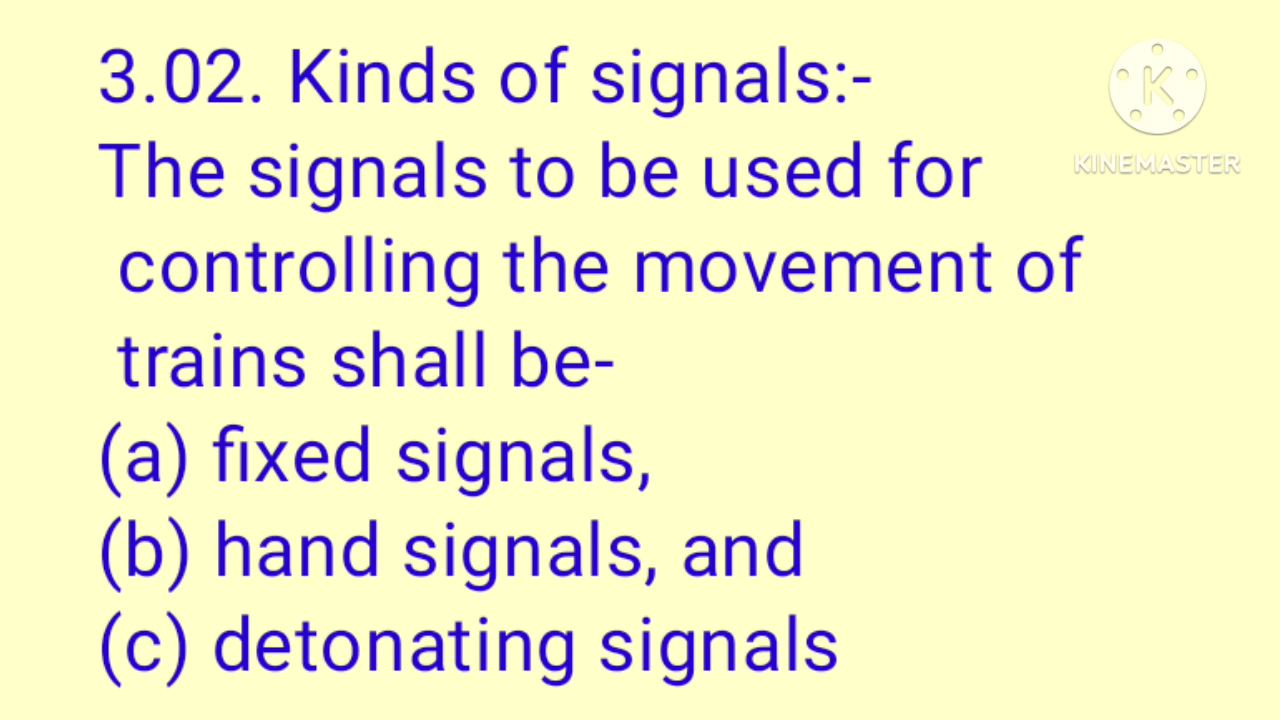 3.02. Kinds of signals:-
The signals to be used for
controlling the movement of
trains shall be-
(a) fixed signals,
(b) hand signals, and
(c) detonating signals
K
KINEMASTER